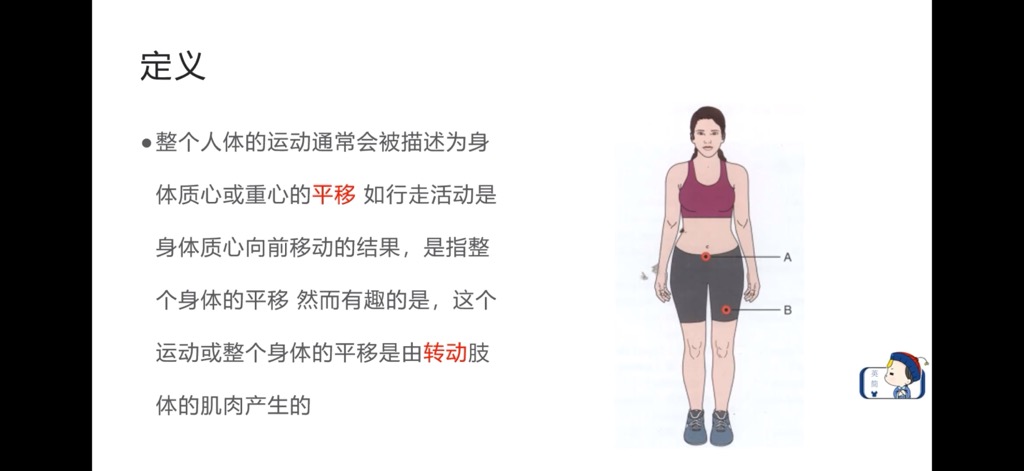 定义
●整个人体的运动通常会被描述为身
体质心或重心的平移 如行走活动是
身体质心向前移动的结果，是指整
个身体的平移 然而有趣的是，这个
运动或整个身体的平移是由转动肢
体的肌肉产生的
A
B
英
简